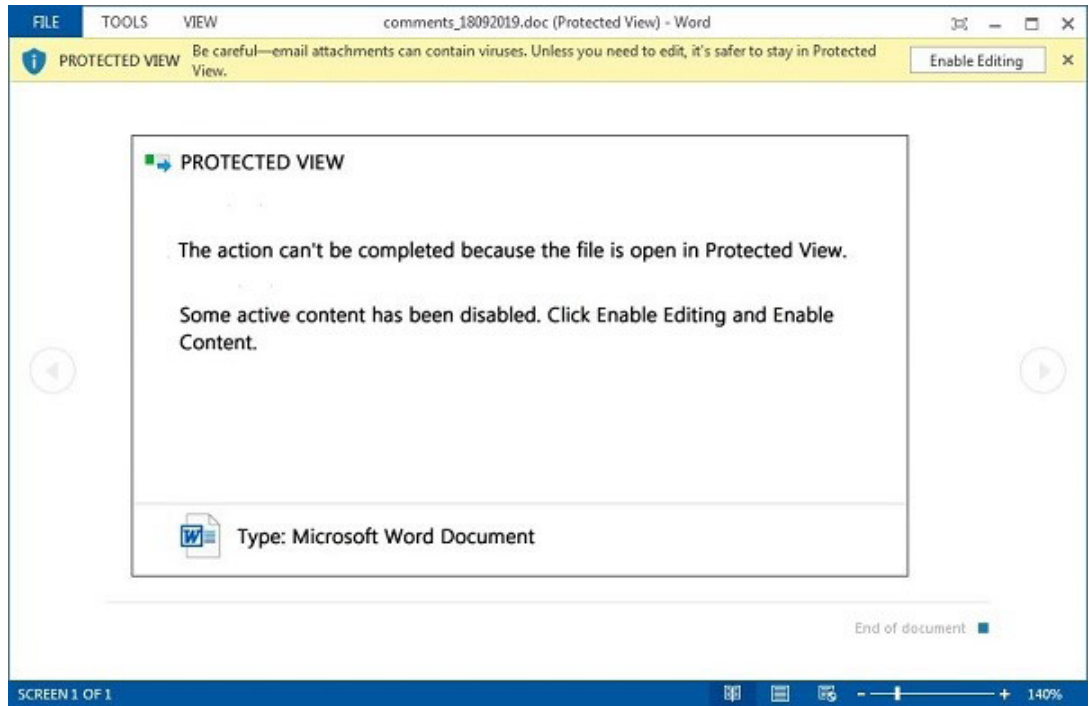 FILE TOOLS VIEW comments_18092019.doc (Protected View) - Word
PROTECTED VIEW Be careful—email attachments can contain viruses. Unless you need to edit, it's safer to stay in Protected
View.
Enable Editing
PROTECTED VIEW
The action can't be completed because the file is open in Protected View.
Some active content has been disabled. Click Enable Editing and Enable
Content.
Type: Microsoft Word Document
End of document
SCREEN 1 OF 1 140%